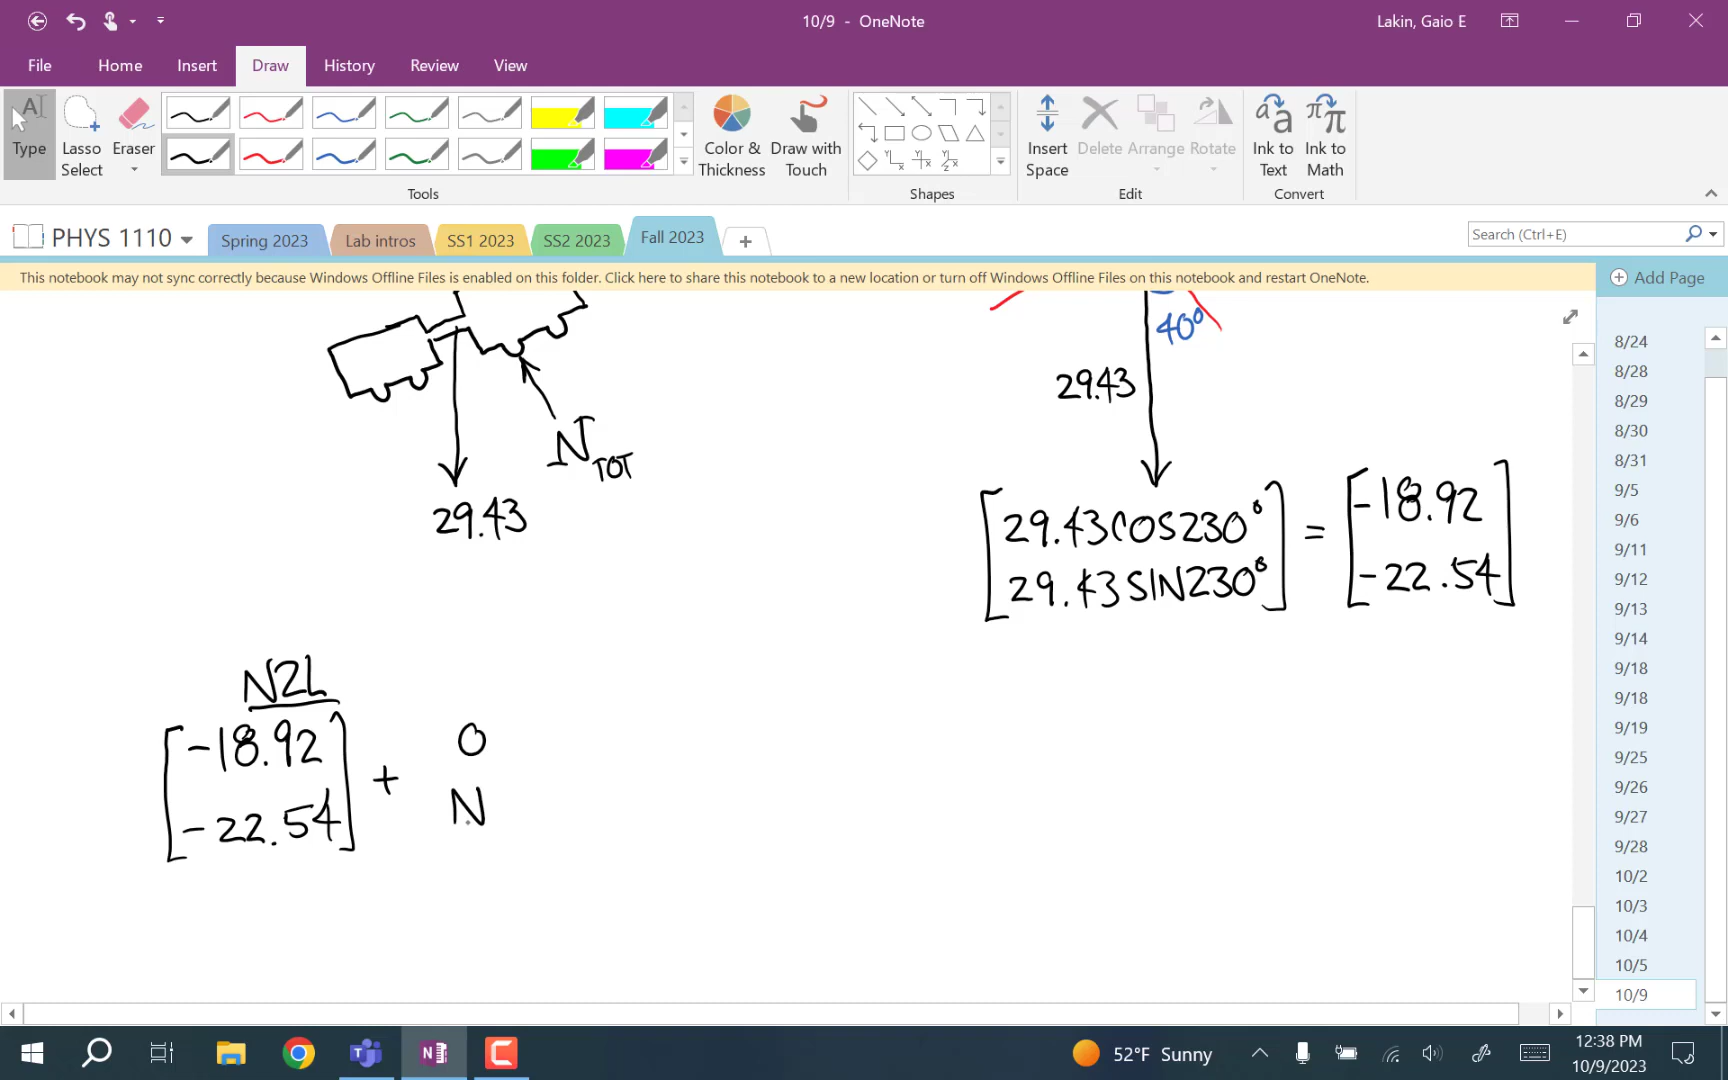 10/9 - OneNote
Lakin, Gaio E
File Home Insert Draw History Review View
Type
Lasso Select
Eraser
Color & Thickness
Draw with Touch
Insert Space
Delete
Arrange
Rotate
Ink to Text
Ink to Math
Tools
Shapes
Edit
Convert
PHYS 1110
Spring 2023
Lab intros
SS1 2023
SS2 2023
Fall 2023
Search (Ctrl+E)
This notebook may not sync correctly because Windows Offline Files is enabled on this folder. Click here to share this notebook to a new location or turn off Windows Offline Files on this notebook and restart OneNote.
Add Page
N TOT
29.43
40°
29.43
[29.43COS230°] = [-18.92]
[29.43SIN230°] [-22.54]
N2L
[-18.92] + 0
[-22.54] N
8/24
8/28
8/29
8/30
8/31
9/5
9/6
9/11
9/12
9/13
9/14
9/18
9/18
9/19
9/25
9/26
9/27
9/28
10/2
10/3
10/4
10/5
10/9
52°F Sunny
12:38 PM
10/9/2023